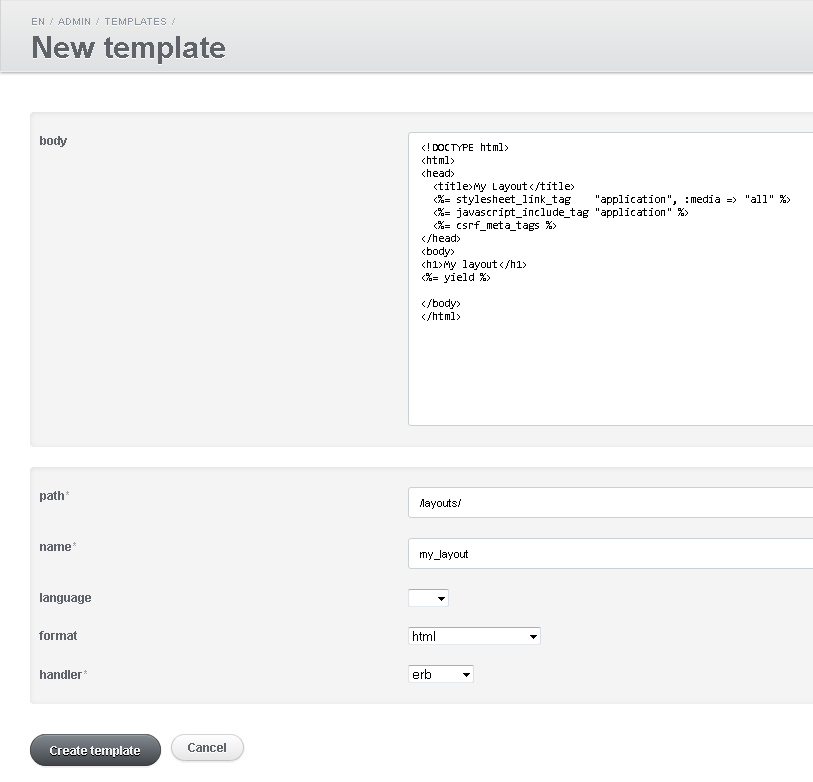 EN / ADMIN / TEMPLATES /
New template
body
<!DOCTYPE html>
<html>
<head>
  <title>My Layout</title>
  <%= stylesheet_link_tag    "application", :media => "all" %>
  <%= javascript_include_tag "application" %>
  <%= csrf_meta_tags %>
</head>
<body>
<h1>My layout</h1>
<%= yield %>

</body>
</html>
path* /layouts/
name* my_layout
language
format html
handler* erb
Create template Cancel